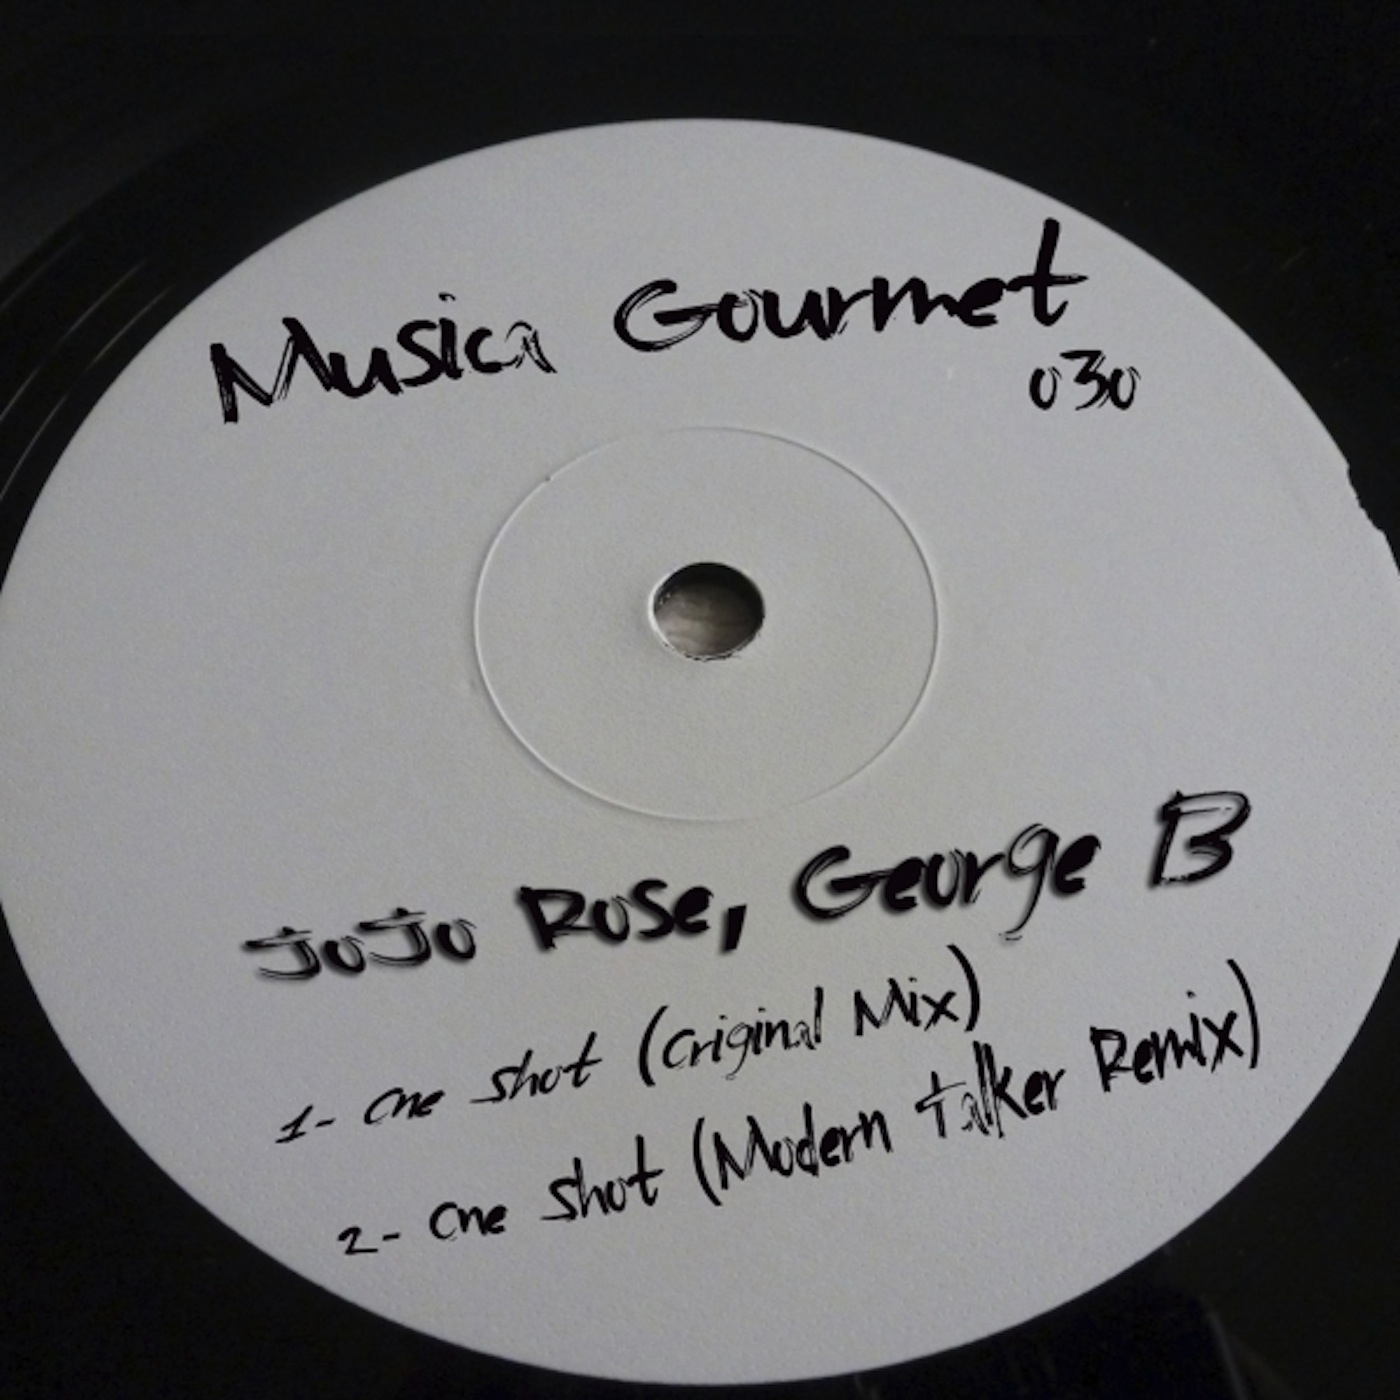 Musica Gourmet
030
JoJo Rose, George B
1- One Shot (Original Mix)
2- One Shot (Modern Talker Remix)